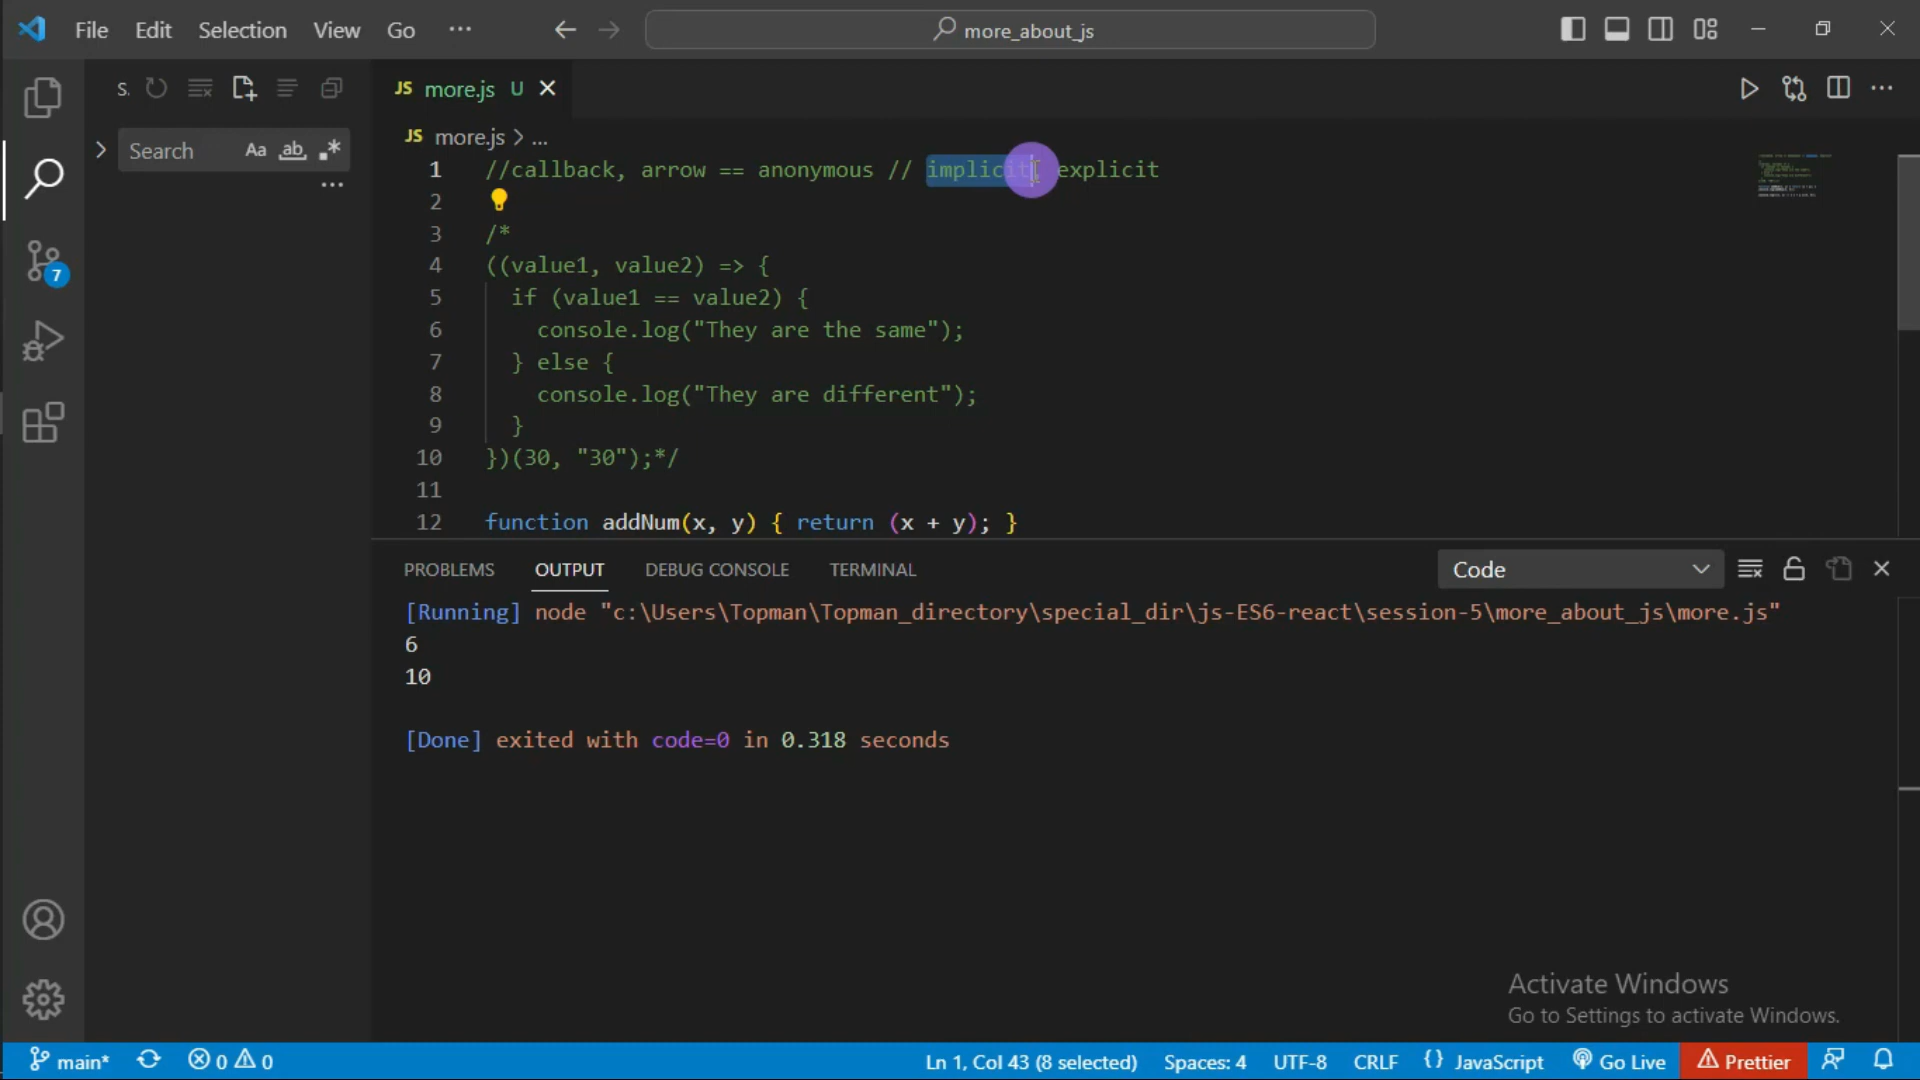 File Edit Selection View Go ··· more_about_js
S.
JS more.js U
Search Aa ab
JS more.js > ...
1 //callback, arrow == anonymous // implicit, explicit
2
3 /*
4 ((value1, value2) => {
5 if (value1 == value2) {
6 console.log("They are the same");
7 } else {
8 console.log("They are different");
9 }
10 })(30, "30");*/
11
12 function addNum(x, y) { return (x + y); }
7
PROBLEMS OUTPUT DEBUG CONSOLE TERMINAL Code
[Running] node "c:\Users\Topman\Topman_directory\special_dir\js-ES6-react\session-5\more_about_js\more.js"
6
10
[Done] exited with code=0 in 0.318 seconds
Activate Windows
Go to Settings to activate Windows.
main* 0 0 Ln 1, Col 43 (8 selected) Spaces: 4 UTF-8 CRLF {} JavaScript Go Live Prettier